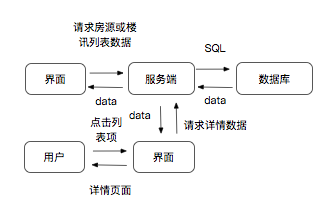 请求房源或楼
讯列表数据
SQL
界面
服务端
数据库
data
data
data
请求详情数据
点击列
表项
用户
界面
详情页面